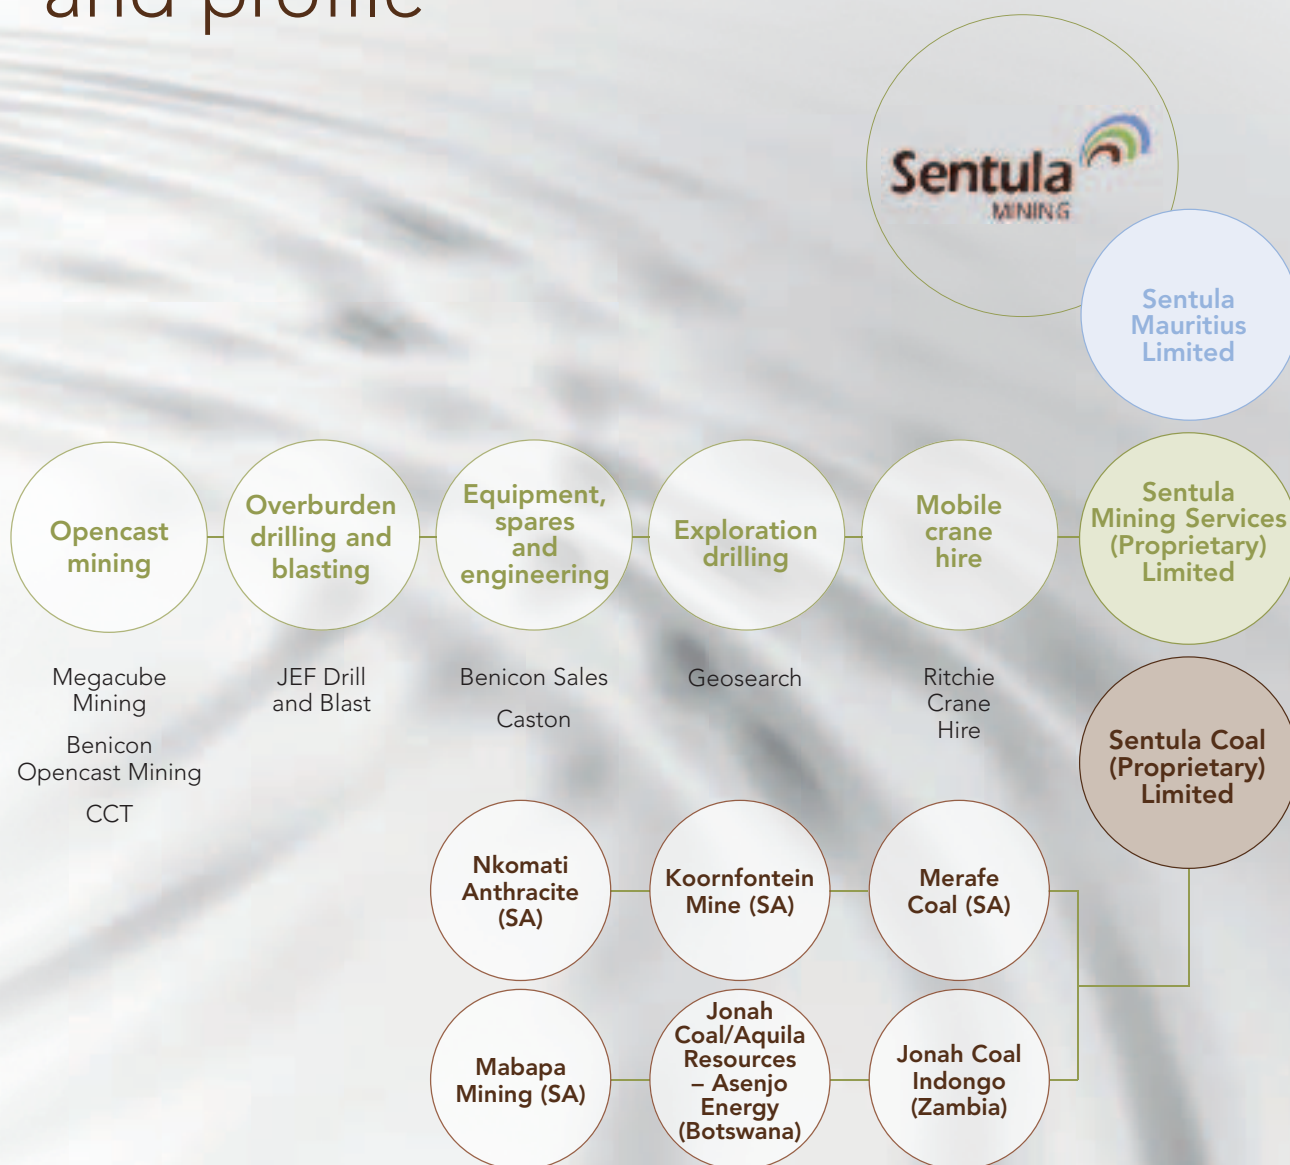 and profile
Sentula
MINING
Sentula
Mauritius
Limited
Opencast
mining
Overburden
drilling and
blasting
Equipment,
spares
and
engineering
Exploration
drilling
Mobile
crane
hire
Sentula
Mining Services
(Proprietary)
Limited
Megacube
Mining
Benicon
Opencast Mining
CCT
JEF Drill
and Blast
Benicon Sales
Caston
Geosearch
Ritchie
Crane
Hire
Sentula Coal
(Proprietary)
Limited
Nkomati
Anthracite
(SA)
Koornfontein
Mine (SA)
Merafe
Coal (SA)
Mabapa
Mining (SA)
Jonah
Coal/Aquila
Resources
– Asenjo
Energy
(Botswana)
Jonah Coal
Indongo
(Zambia)